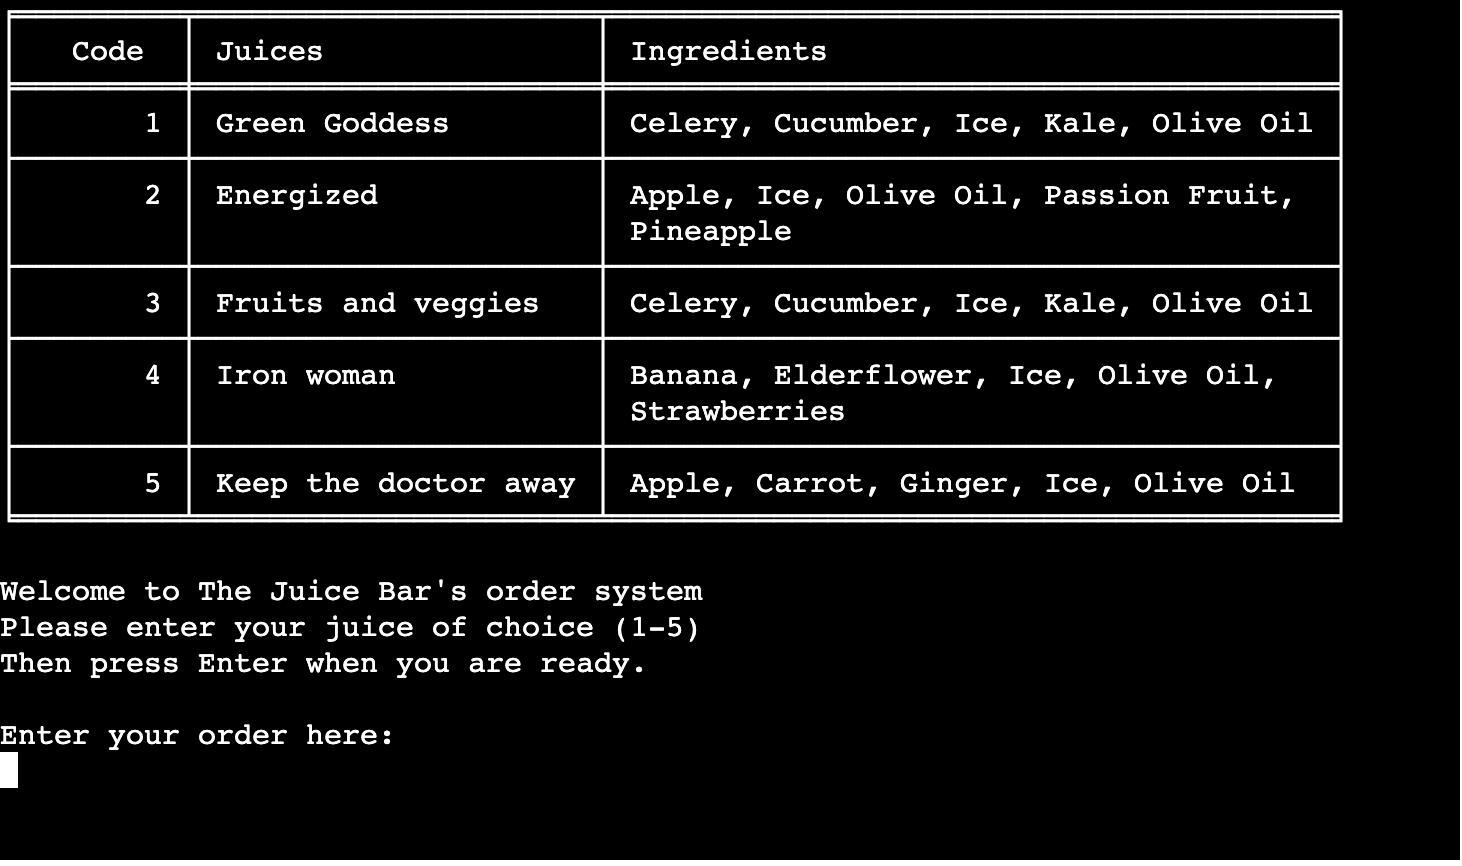 Code Juices Ingredients
1 Green Goddess Celery, Cucumber, Ice, Kale, Olive Oil
2 Energized Apple, Ice, Olive Oil, Passion Fruit,
Pineapple
3 Fruits and veggies Celery, Cucumber, Ice, Kale, Olive Oil
4 Iron woman Banana, Elderflower, Ice, Olive Oil,
Strawberries
5 Keep the doctor away Apple, Carrot, Ginger, Ice, Olive Oil
Welcome to The Juice Bar's order system
Please enter your juice of choice (1-5)
Then press Enter when you are ready.
Enter your order here: